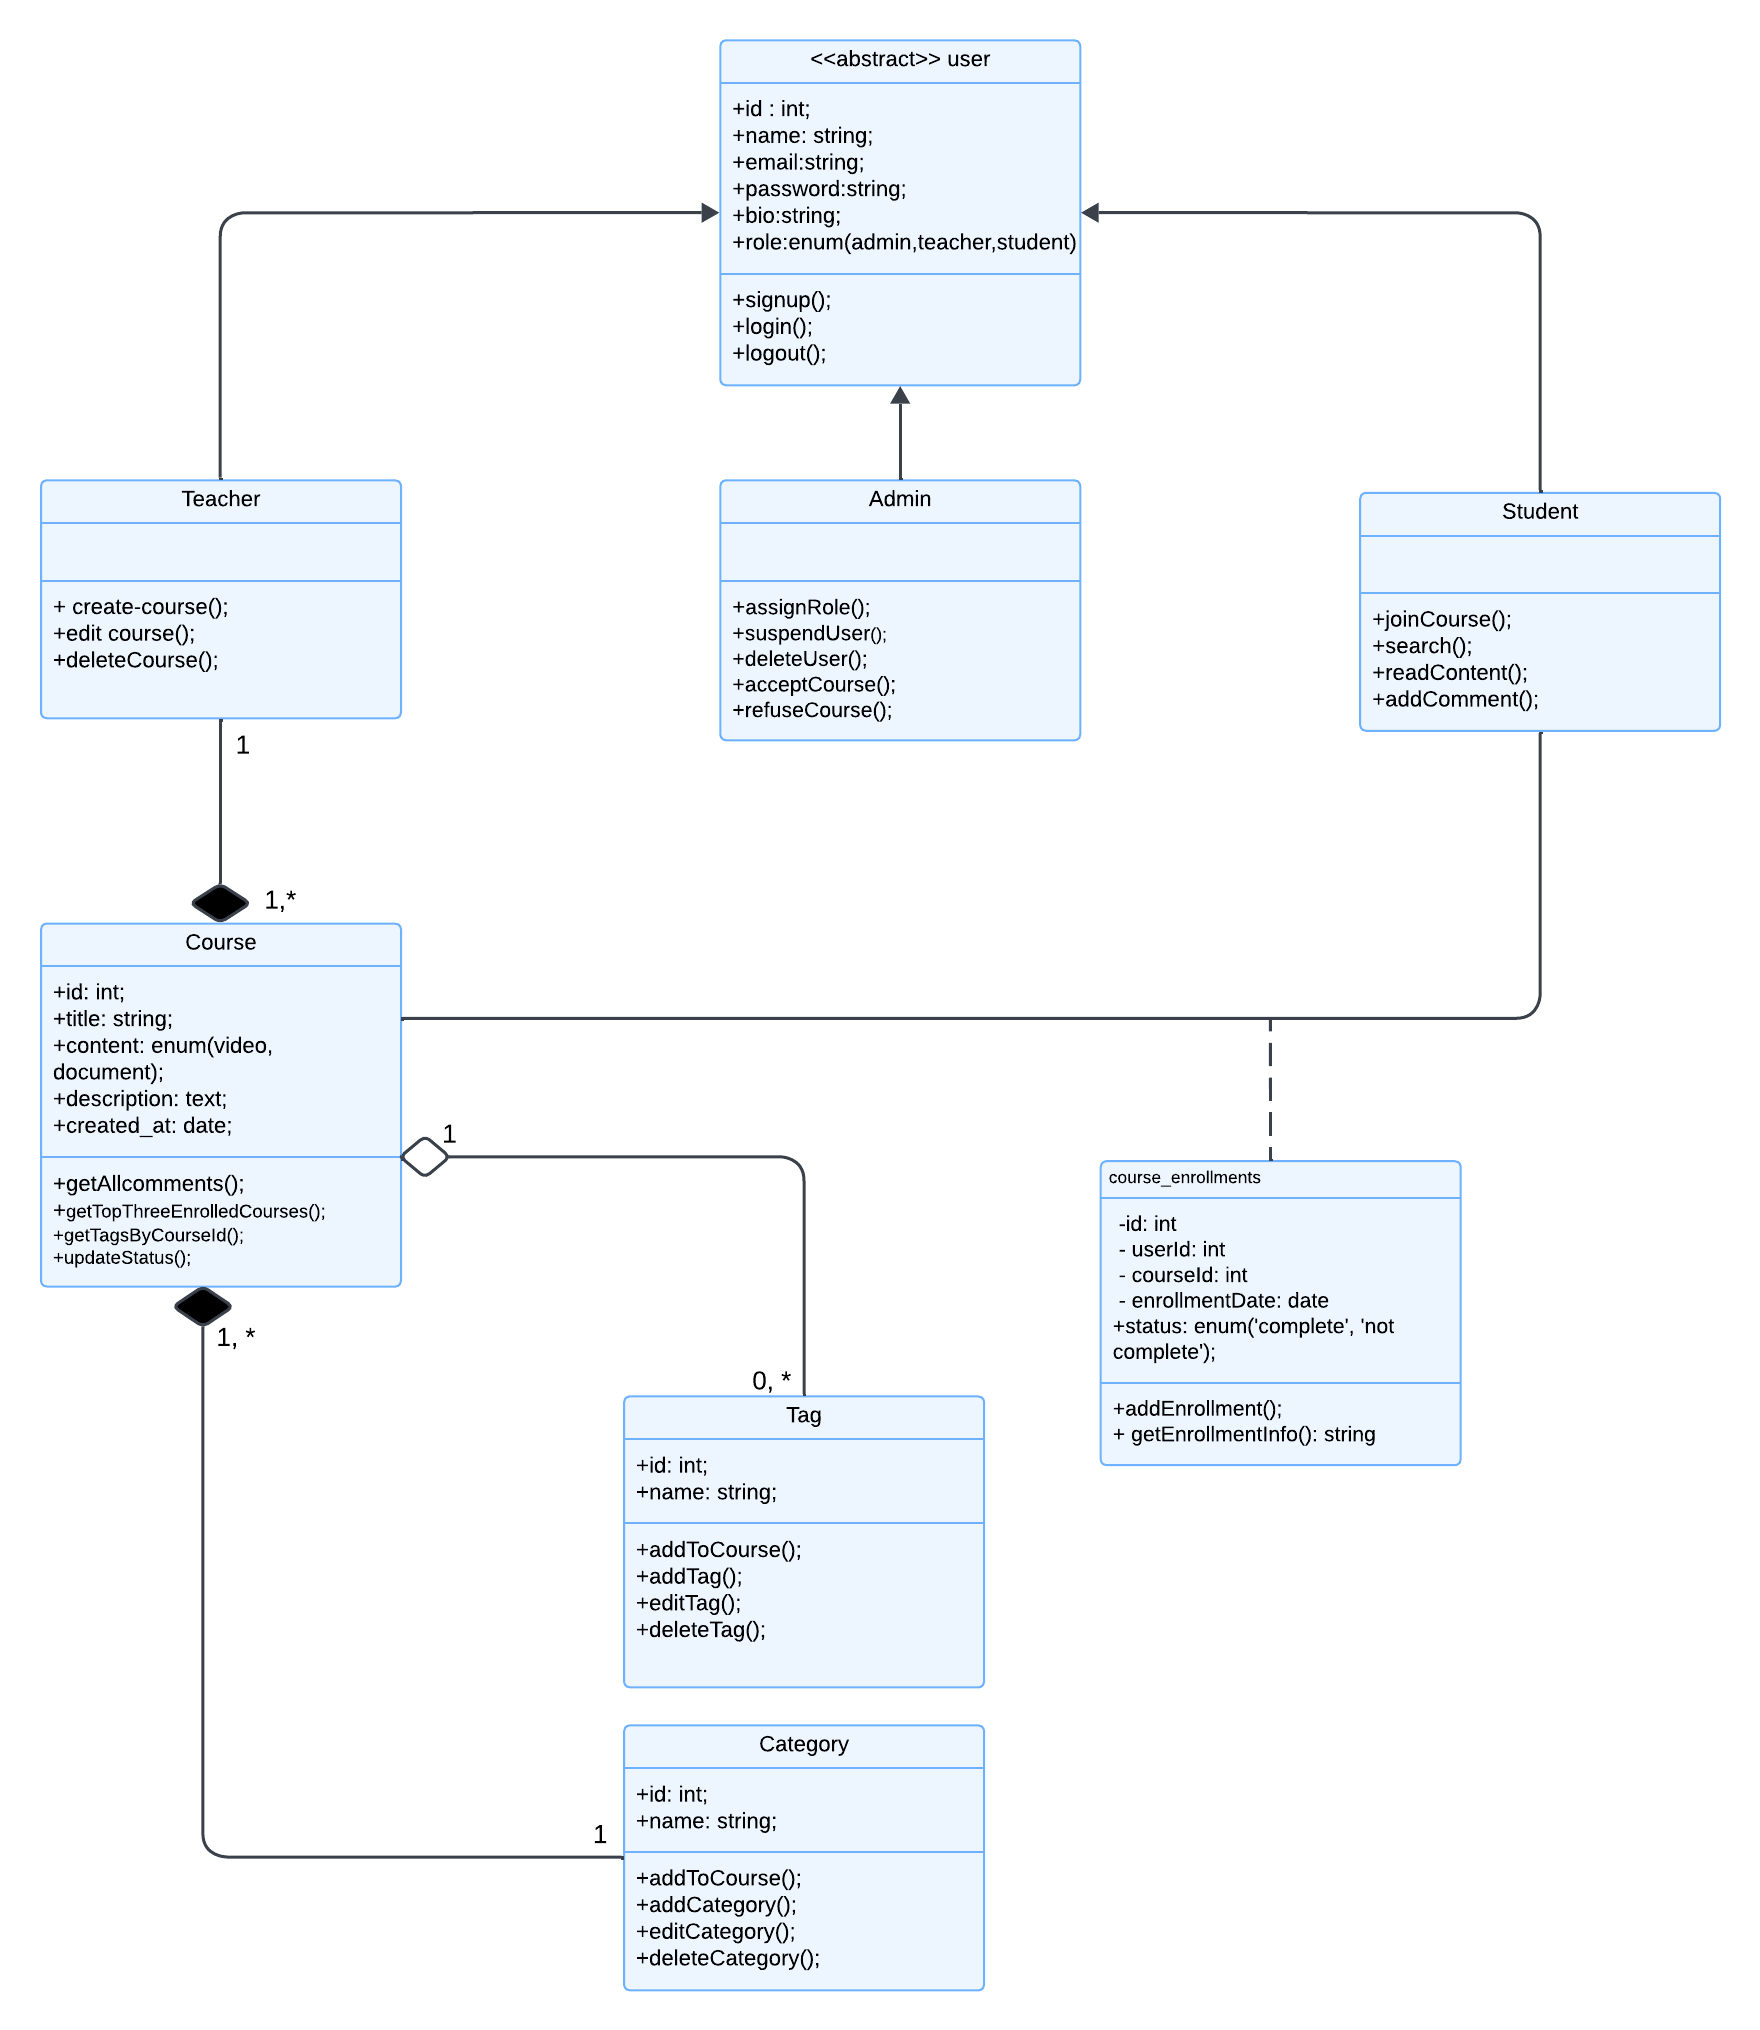 <<abstract>> user
+id : int;
+name: string;
+email:string;
+password:string;
+bio:string;
+role:enum(admin,teacher,student)
+signup();
+login();
+logout();
Teacher
+ create-course();
+edit course();
+deleteCourse();
Admin
+assignRole();
+suspendUser();
+deleteUser();
+acceptCourse();
+refuseCourse();
Student
+joinCourse();
+search();
+readContent();
+addComment();
1
1,*
Course
+id: int;
+title: string;
+content: enum(video,
document);
+description: text;
+created_at: date;
+getAllcomments();
+getTopThreeEnrolledCourses();
+getTagsByCourseId();
+updateStatus();
1
0, *
1, *
1
course_enrollments
-id: int
- userId: int
- courseId: int
- enrollmentDate: date
+status: enum('complete', 'not
complete');
+addEnrollment();
+ getEnrollmentInfo(): string
Tag
+id: int;
+name: string;
+addToCourse();
+addTag();
+editTag();
+deleteTag();
Category
+id: int;
+name: string;
+addToCourse();
+addCategory();
+editCategory();
+deleteCategory();